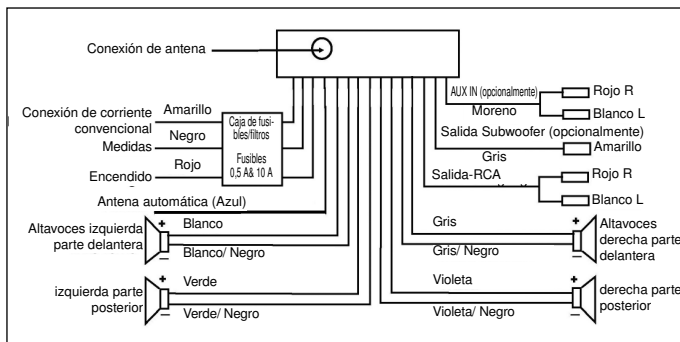 Conexión de antena
Conexión de corriente
convencional
Amarillo
Medidas
Negro
Encendido
Rojo
Caja de fusi-
bles/filtros
Fusibles
0,5 A& 10 A
Antena automática (Azul)
Altavoces izquierda
parte delantera
+
–
Blanco
Blanco/ Negro
izquierda parte
posterior
+
–
Verde
Verde/ Negro
AUX IN (opcionalmente)
Moreno
Rojo R
Blanco L
Salida Subwoofer (opcionalmente)
Gris
Amarillo
Salida-RCA
Rojo R
Blanco L
Gris
Gris/ Negro
+
–
Altavoces
derecha parte
delantera
Violeta
Violeta/ Negro
+
–
derecha parte
posterior